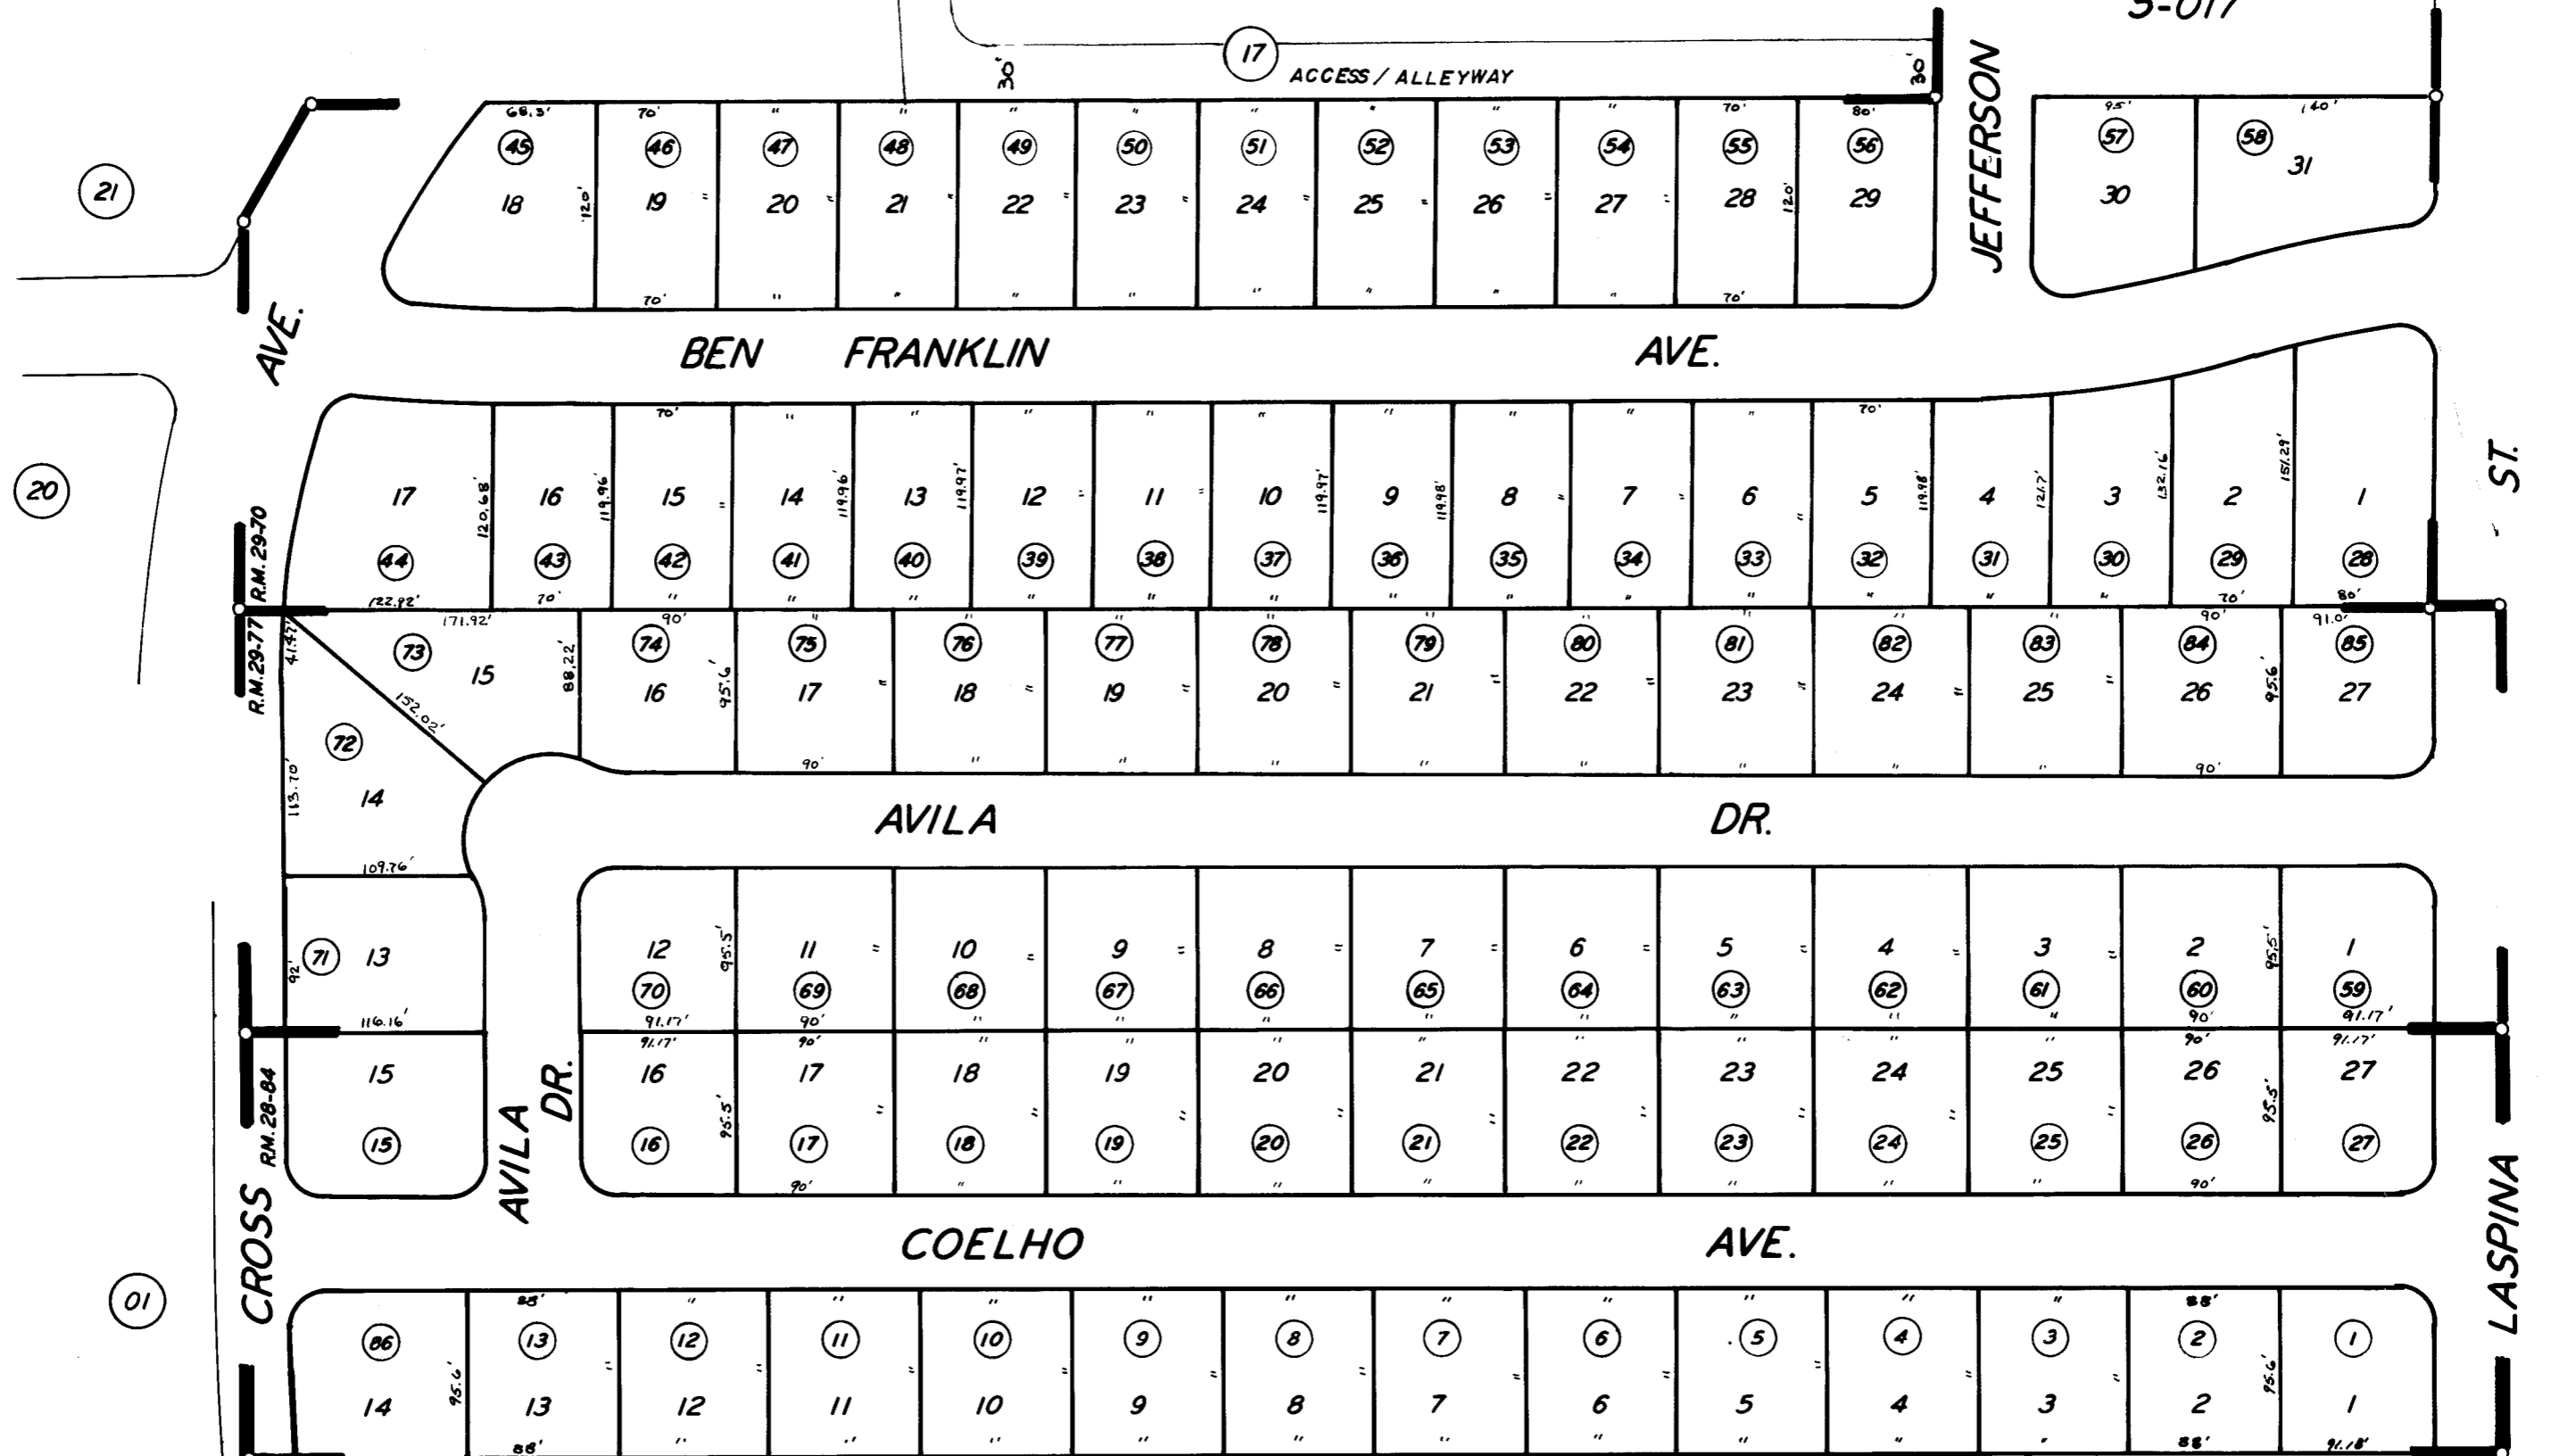 3-017
17
ACCESS / ALLEYWAY
30'
30'
JEFFERSON
68.3' 70' " " " " " " " " 70' 80' 95' 140'
45 46 47 48 49 50 51 52 53 54 55 56 57 58
21
18 19 20 21 22 23 24 25 26 27 28 29 30 31
120' " " " " " " " " " 120'
70' " " " " " " " " 70'
AVE.
BEN FRANKLIN AVE.
70' " " " " " " " " " 70'
20
17 16 15 14 13 12 11 10 9 8 7 6 5 4 3 2 1
120.68' 119.96' " 119.96' 119.97' " " 119.97' 119.98' " " " 119.98' 121.7' 132.16' 151.29'
ST.
44 43 42 41 40 39 38 37 36 35 34 33 32 31 30 29 28
122.92' 70' " " " " " " " " " " " " " 70' 80'
R.M. 29-70
R.M. 29-77
41.47' 171.92' 90' " " " " " " " " " 90' 91.0'
73 74 75 76 77 78 79 80 81 82 83 84 85
15 16 17 18 19 20 21 22 23 24 25 26 27
88.22' 95.6' " " " " " " " " " 95.6'
152.02'
72
14
113.70'
90' " " " " " " " " 90'
109.76'
AVILA DR.
71 13 12 11 10 9 8 7 6 5 4 3 2 1
92' 95.5' " " " " " " " " " 95.5'
70 69 68 67 66 65 64 63 62 61 60 59
116.16' 91.17' 90' " " " " " " " " 90' 91.17'
91.17' 90' " " " " " " " " 90' 91.17'
15 16 17 18 19 20 21 22 23 24 25 26 27
R.M. 28-84
95.5' " " " " " " " " " 95.5'
15 16 17 18 19 20 21 22 23 24 25 26 27
90' " " " " " " " " 90'
AVILA DR.
CROSS
COELHO AVE.
LASPINA
01
88' " " " " " " " " " " 88'
86 13 12 11 10 9 8 7 6 5 4 3 2 1
95.6' " " " " " " " " " " " 95.6'
14 13 12 11 10 9 8 7 6 5 4 3 2 1
88' " " " " " " " " " " 88' 91.18'